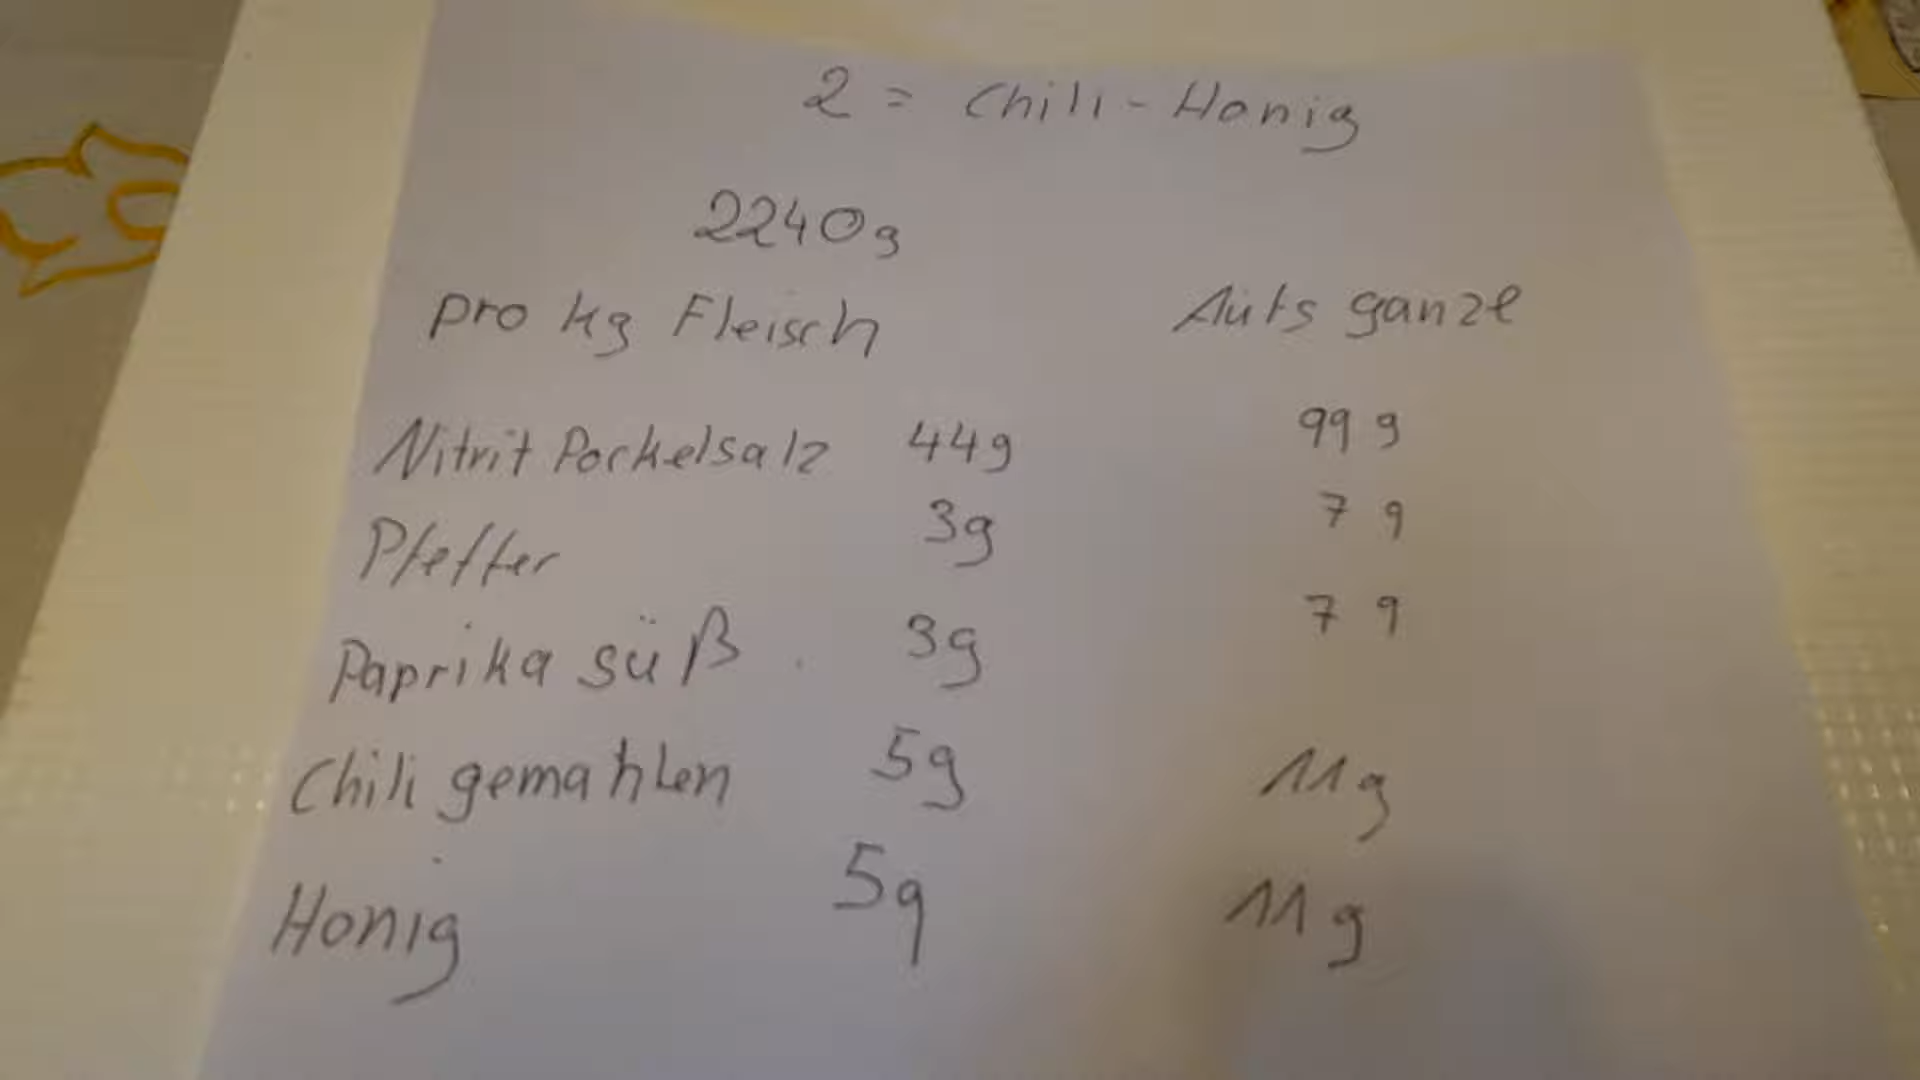 2 = Chili-Honig
2240g
pro kg Fleisch Aufs ganze
Nitrit Pockelsalz 44g 99 g
Pfeffer 3g 7 g
Paprika süß 3g 7 g
Chili gemahlen 5g 11g
Honig 5g 11g